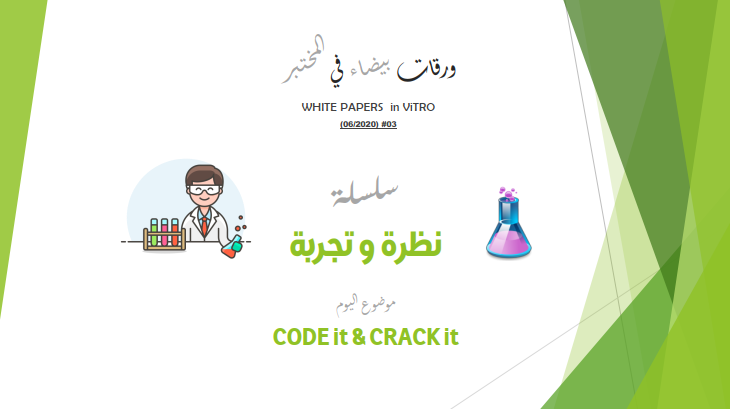 ورقات بيضاء في المختبر
WHITE PAPERS in ViTRO
(06/2020) #03
سلسلة
نظرة و تجربة
موضوع اليوم
CODE it & CRACK it